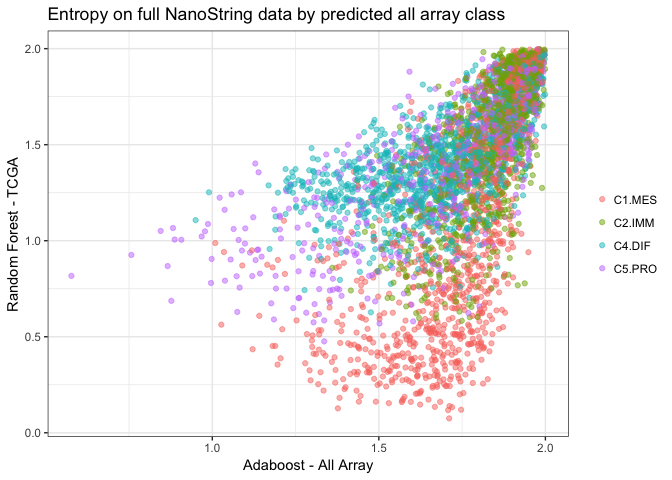 Entropy on full NanoString data by predicted all array class
2.0
1.5
1.0
0.5
0.0
Random Forest - TCGA
1.0
1.5
2.0
Adaboost - All Array
C1.MES
C2.IMM
C4.DIF
C5.PRO